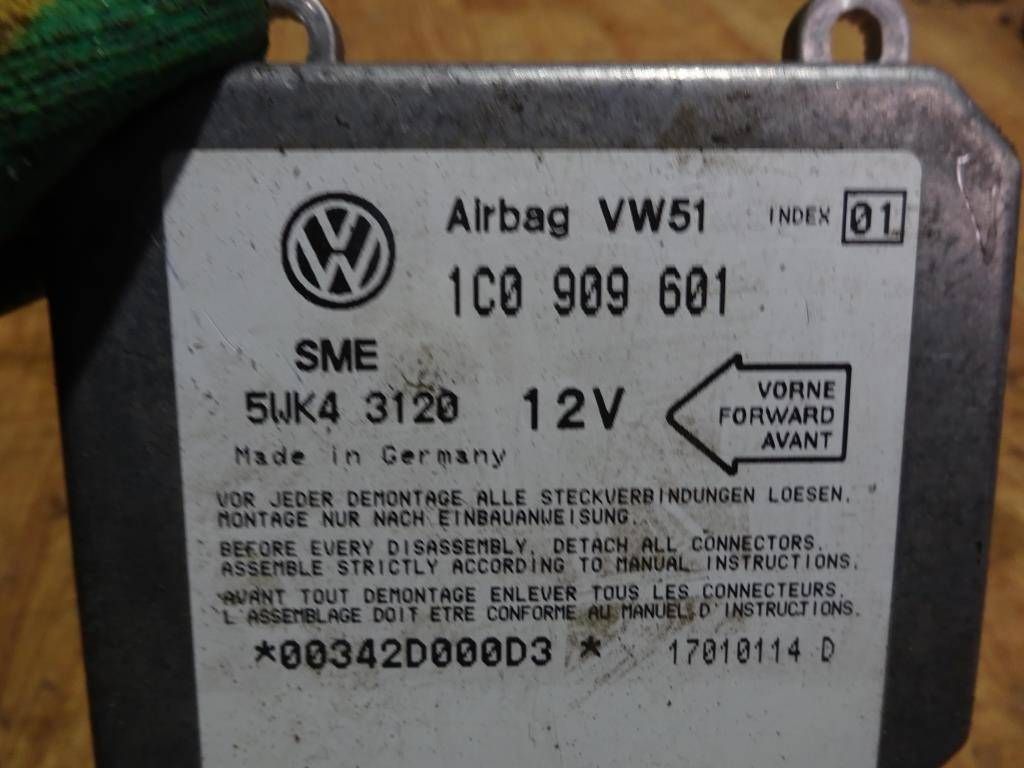 Airbag VW51 INDEX 01
1C0 909 601
SME
5WK4 3120 12V
VORNE
FORWARD
AVANT
Made in Germany
VOR JEDER DEMONTAGE ALLE STECKVERBINDUNGEN LOESEN.
MONTAGE NUR NACH EINBAUANWEISUNG.
BEFORE EVERY DISASSEMBLY, DETACH ALL CONNECTORS.
ASSEMBLE STRICTLY ACCORDING TO MANUAL INSTRUCTIONS.
AVANT TOUT DEMONTAGE ENLEVER TOUS LES CONNECTEURS.
L ASSEMBLAGE DOIT ETRE CONFORME AU MANUEL D'INSTRUCTIONS.
*00342D000D3 * 17010114 D